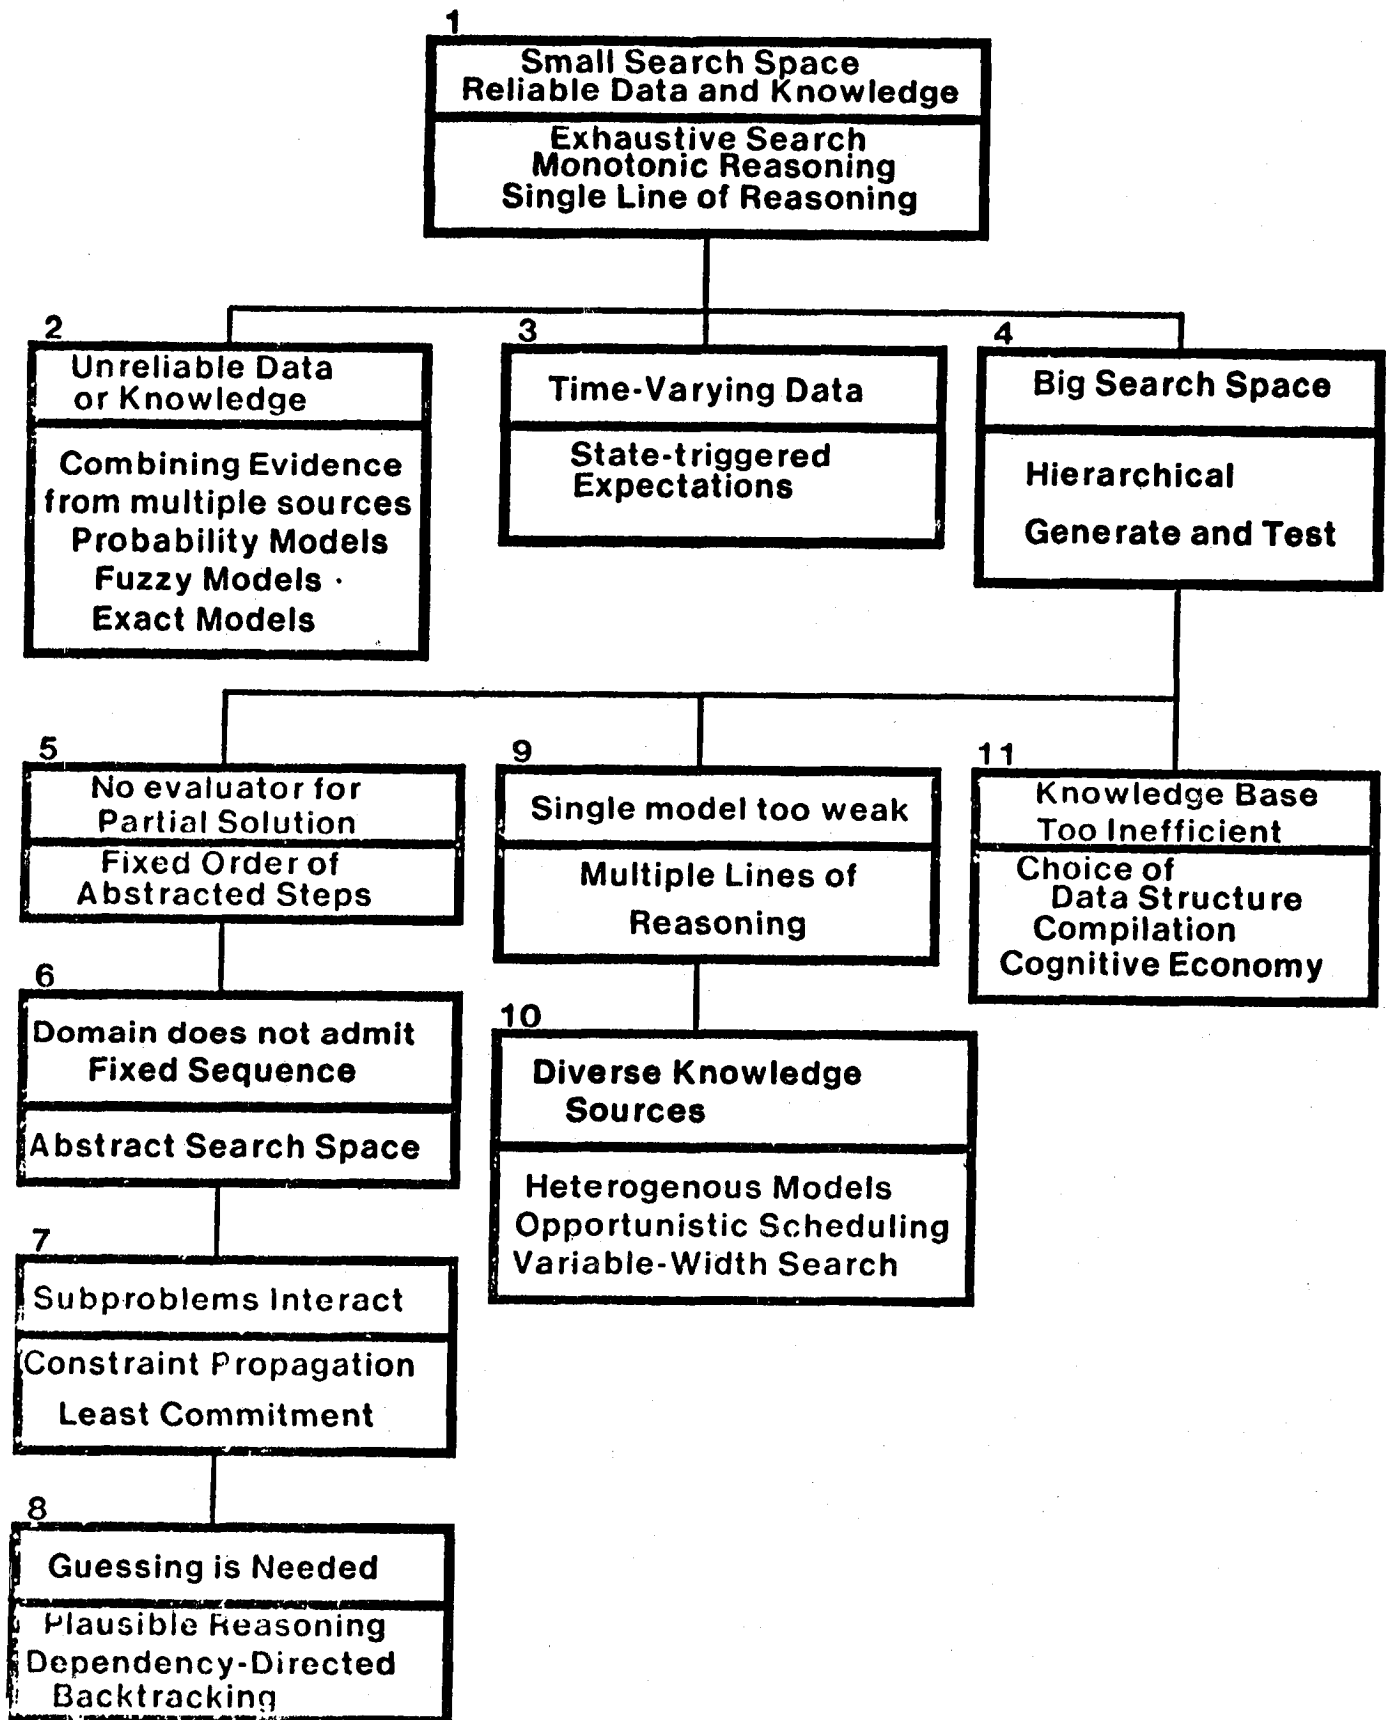 1
Small Search Space
Reliable Data and Knowledge
Exhaustive Search
Monotonic Reasoning
Single Line of Reasoning
2
Unreliable Data
or Knowledge
Combining Evidence
from multiple sources
Probability Models
Fuzzy Models
Exact Models
3
Time-Varying Data
State-triggered
Expectations
4
Big Search Space
Hierarchical
Generate and Test
5
No evaluator for
Partial Solution
Fixed Order of
Abstracted Steps
6
Domain does not admit
Fixed Sequence
Abstract Search Space
7
Subproblems Interact
Constraint Propagation
Least Commitment
8
Guessing is Needed
Plausible Reasoning
Dependency-Directed
Backtracking
9
Single model too weak
Multiple Lines of
Reasoning
10
Diverse Knowledge
Sources
Heterogenous Models
Opportunistic Scheduling
Variable-Width Search
11
Knowledge Base
Too Inefficient
Choice of
Data Structure
Compilation
Cognitive Economy